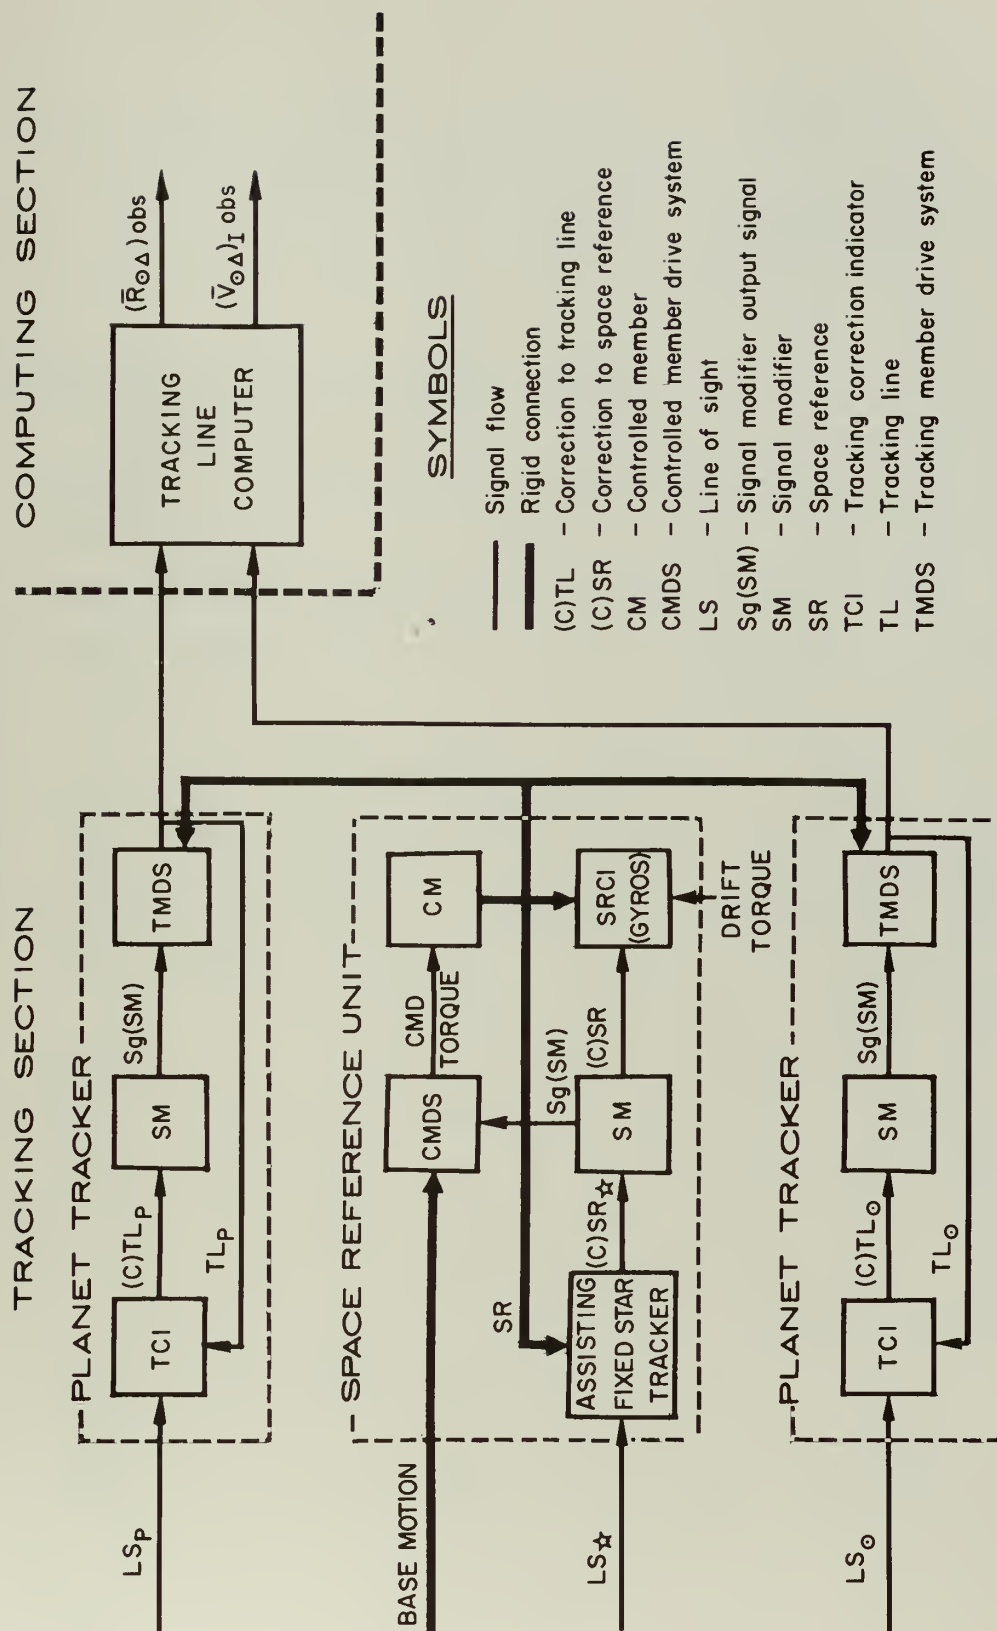 TRACKING SECTION
COMPUTING SECTION
PLANET TRACKER
LSP
TCI
(C)TLP
SM
Sg(SM)
TMDS
TLP
TRACKING
LINE
COMPUTER
(R̄⊙Δ)obs
(V̄⊙Δ)I obs
SPACE REFERENCE UNIT
BASE MOTION
CMDS
CMD
TORQUE
CM
SR
Sg(SM)
LS☆
ASSISTING
FIXED STAR
TRACKER
(C)SR☆
SM
(C)SR
SRCI
(GYROS)
DRIFT
TORQUE
PLANET TRACKER
LS⊙
TCI
(C)TL⊙
SM
Sg(SM)
TMDS
TL⊙
SYMBOLS
Signal flow
Rigid connection
(C)TL – Correction to tracking line
(C)SR – Correction to space reference
CM – Controlled member
CMDS – Controlled member drive system
LS – Line of sight
Sg(SM) – Signal modifier output signal
SM – Signal modifier
SR – Space reference
TCI – Tracking correction indicator
TL – Tracking line
TMDS – Tracking member drive system